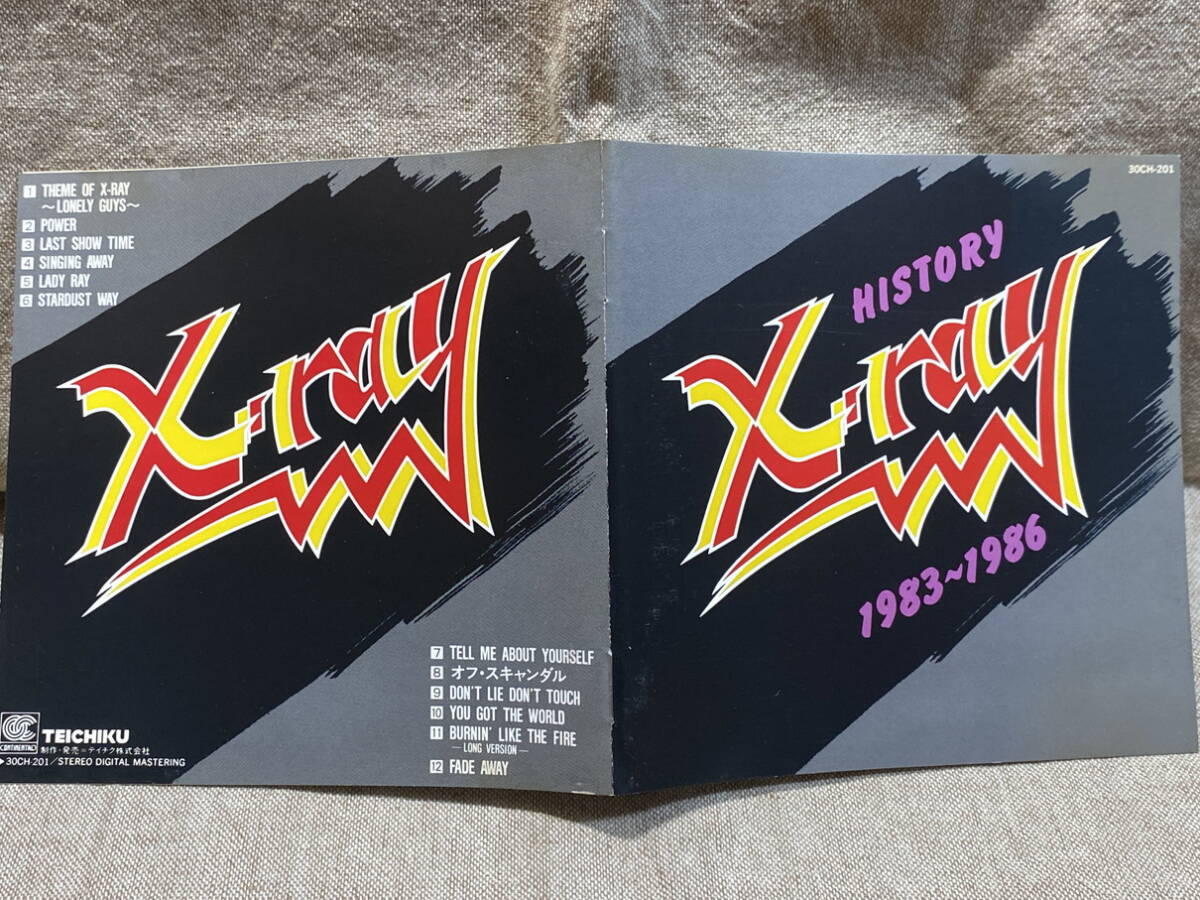 1 THEME OF X-RAY
～LONELY GUYS～
2 POWER
3 LAST SHOW TIME
4 SINGING AWAY
5 LADY RAY
6 STARDUST WAY
X-ray
7 TELL ME ABOUT YOURSELF
8 オフ・スキャンダル
9 DON'T LIE DON'T TOUCH
10 YOU GOT THE WORLD
11 BURNIN' LIKE THE FIRE
—LONG VERSION—
12 FADE AWAY
CONTINENTAL
TEICHIKU
制作・発売=テイチク株式会社
▶30CH-201/STEREO DIGITAL MASTERING
30CH-201
HISTORY
X-ray
1983~1986